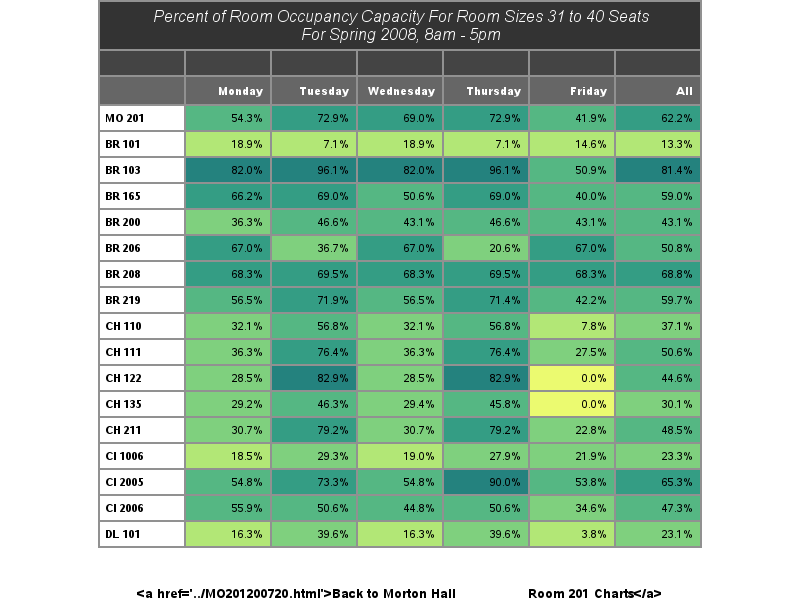 Percent of Room Occupancy Capacity For Room Sizes 31 to 40 Seats
For Spring 2008, 8am - 5pm
Monday Tuesday Wednesday Thursday Friday All
MO 201 54.3% 72.9% 69.0% 72.9% 41.9% 62.2%
BR 101 18.9% 7.1% 18.9% 7.1% 14.6% 13.3%
BR 103 82.0% 96.1% 82.0% 96.1% 50.9% 81.4%
BR 165 66.2% 69.0% 50.6% 69.0% 40.0% 59.0%
BR 200 36.3% 46.6% 43.1% 46.6% 43.1% 43.1%
BR 206 67.0% 36.7% 67.0% 20.6% 67.0% 50.8%
BR 208 68.3% 69.5% 68.3% 69.5% 68.3% 68.8%
BR 219 56.5% 71.9% 56.5% 71.4% 42.2% 59.7%
CH 110 32.1% 56.8% 32.1% 56.8% 7.8% 37.1%
CH 111 36.3% 76.4% 36.3% 76.4% 27.5% 50.6%
CH 122 28.5% 82.9% 28.5% 82.9% 0.0% 44.6%
CH 135 29.2% 46.3% 29.4% 45.8% 0.0% 30.1%
CH 211 30.7% 79.2% 30.7% 79.2% 22.8% 48.5%
CI 1006 18.5% 29.3% 19.0% 27.9% 21.9% 23.3%
CI 2005 54.8% 73.3% 54.8% 90.0% 53.8% 65.3%
CI 2006 55.9% 50.6% 44.8% 50.6% 34.6% 47.3%
DL 101 16.3% 39.6% 16.3% 39.6% 3.8% 23.1%
<a href='../MO201200720.html'>Back to Morton Hall Room 201 Charts</a>